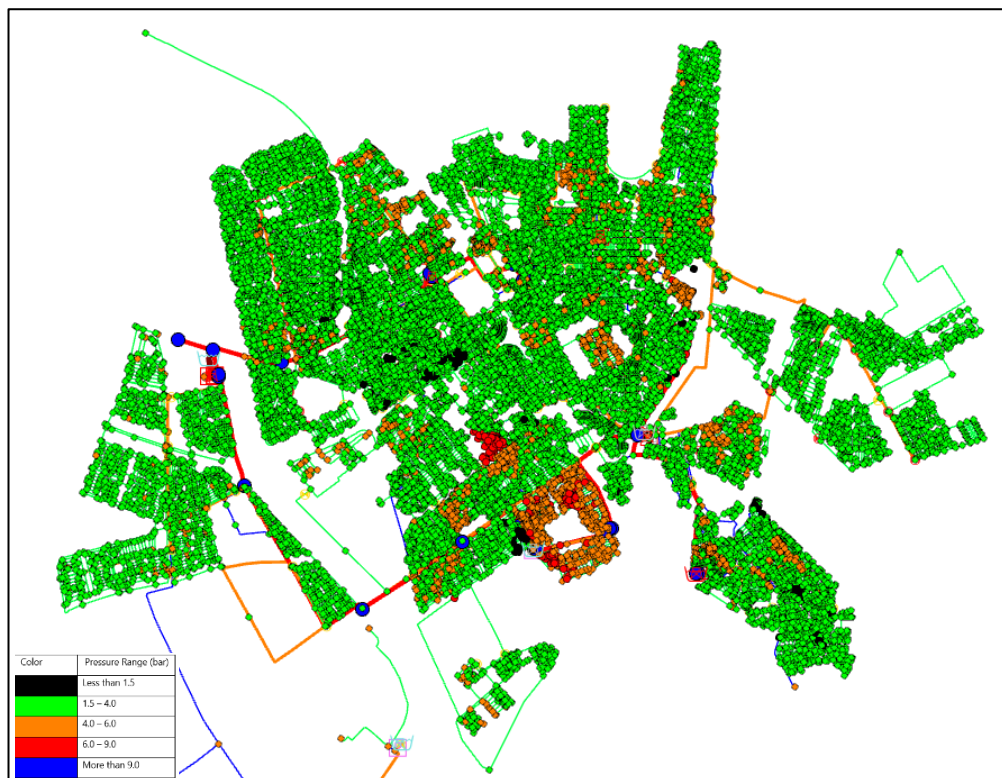 Color Pressure Range (bar)
Less than 1.5
1.5 – 4.0
4.0 – 6.0
6.0 – 9.0
More than 9.0